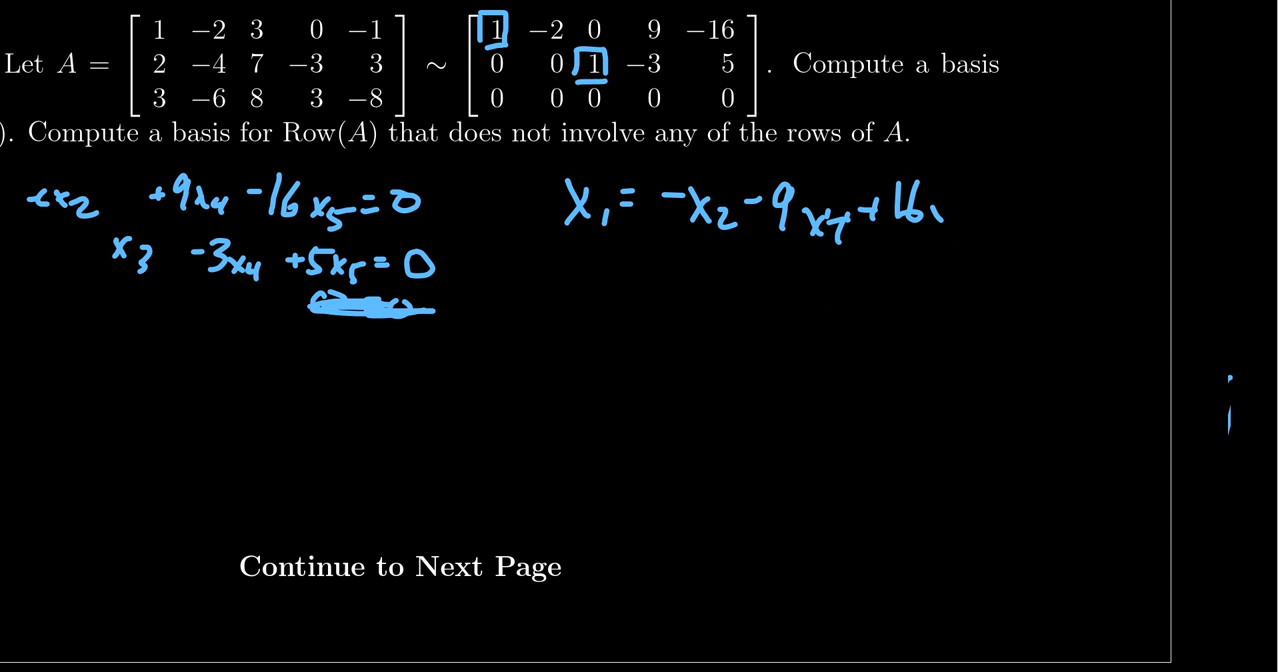 Let A = [ 1 −2 3 0 −1 ; 2 −4 7 −3 3 ; 3 −6 8 3 −8 ] ∼ [ 1 −2 0 9 −16 ; 0 0 1 −3 5 ; 0 0 0 0 0 ]. Compute a basis
). Compute a basis for Row(A) that does not involve any of the rows of A.
x2 +9x4 -16x5=0
x3 -3x4 +5x5=0
x1 = -x2 -9x4 +16
Continue to Next Page